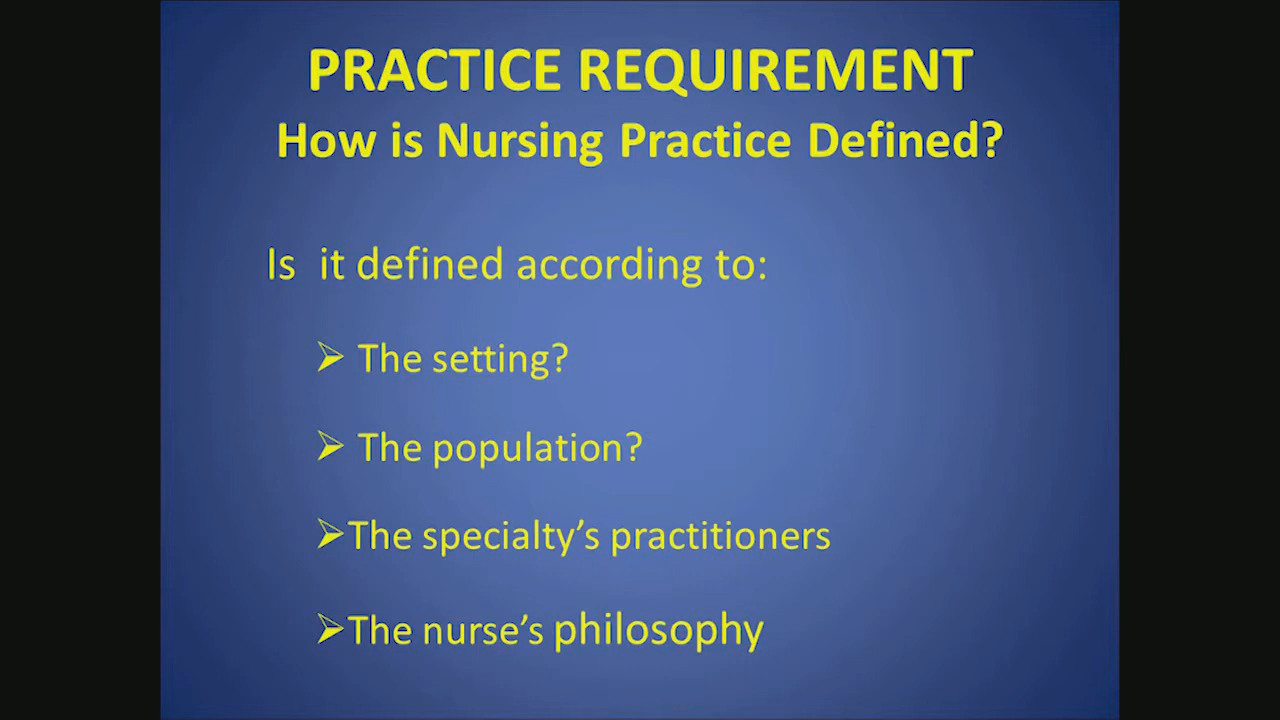 PRACTICE REQUIREMENT
How is Nursing Practice Defined?
Is it defined according to:
➢ The setting?
➢ The population?
➢The specialty’s practitioners
➢The nurse’s philosophy